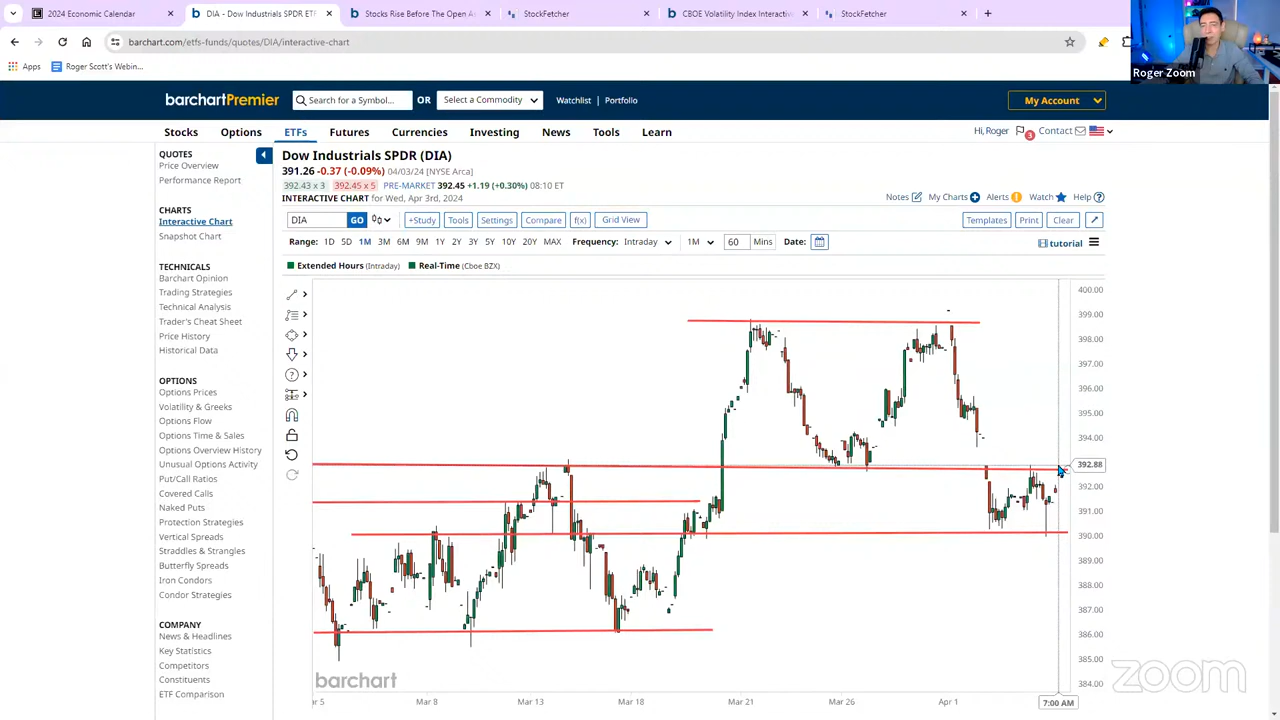 2024 Economic Calendar
DIA - Dow Industrials SPDR ETF
Stocks Rise Before The Open As
StockFetcher
CBOE Volatility Index Interactive
StockFetcher
barchart.com/etfs-funds/quotes/DIA/interactive-chart
Apps
Roger Scott's Webin...
Roger Zoom
barchartPremier
Search for a Symbol...
OR
Select a Commodity
Watchlist | Portfolio
My Account
Stocks Options ETFs Futures Currencies Investing News Tools Learn
Hi, Roger
3
Contact
QUOTES
Price Overview
Performance Report
CHARTS
Interactive Chart
Snapshot Chart
TECHNICALS
Barchart Opinion
Trading Strategies
Technical Analysis
Trader's Cheat Sheet
Price History
Historical Data
OPTIONS
Options Prices
Volatility & Greeks
Options Flow
Options Time & Sales
Options Overview History
Unusual Options Activity
Put/Call Ratios
Covered Calls
Naked Puts
Protection Strategies
Vertical Spreads
Straddles & Strangles
Butterfly Spreads
Iron Condors
Condor Strategies
COMPANY
News & Headlines
Key Statistics
Competitors
Constituents
ETF Comparison
Dow Industrials SPDR (DIA)
391.26 -0.37 (-0.09%) 04/03/24 [NYSE Arca]
392.43 x 3 392.45 x 5 PRE-MARKET 392.45 +1.19 (+0.30%) 08:10 ET
INTERACTIVE CHART for Wed, Apr 3rd, 2024
Notes My Charts Alerts Watch Help
DIA GO +Study Tools Settings Compare f(x) Grid View
Templates Print Clear
Range: 1D 5D 1M 3M 6M 9M 1Y 2Y 3Y 5Y 10Y 20Y MAX Frequency: Intraday 1M 60 Mins Date:
tutorial
Extended Hours (Intraday) Real-Time (Cboe BZX)
400.00
399.00
398.00
397.00
396.00
395.00
394.00
392.88
392.00
391.00
390.00
389.00
388.00
387.00
386.00
385.00
384.00
barchart
r 5 Mar 8 Mar 13 Mar 18 Mar 21 Mar 26 Apr 1 7:00 AM
zoom